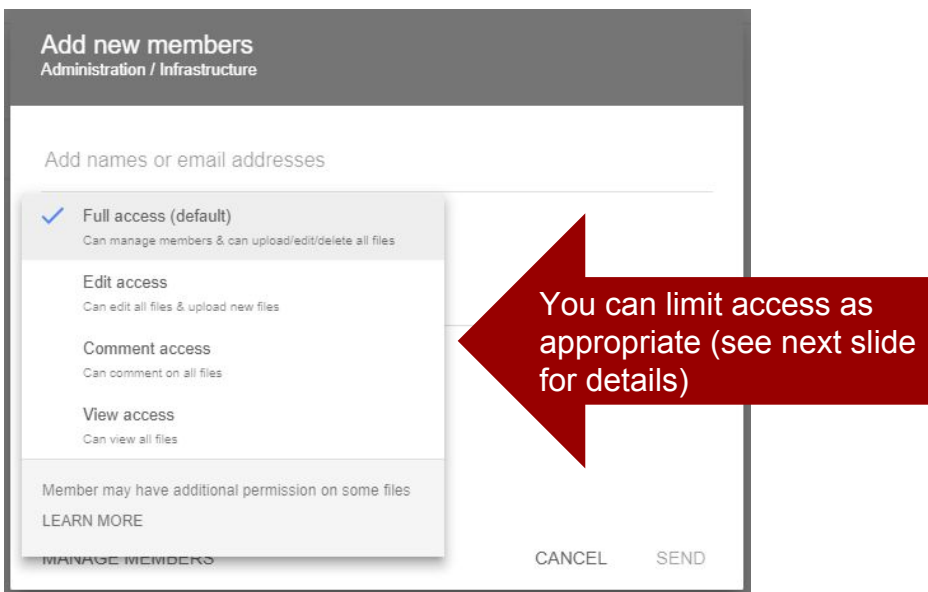 Add new members
Administration / Infrastructure
Add names or email addresses
Full access (default)
Can manage members & can upload/edit/delete all files
Edit access
Can edit all files & upload new files
Comment access
Can comment on all files
View access
Can view all files
Member may have additional permission on some files
LEARN MORE
MANAGE MEMBERS
CANCEL
SEND
You can limit access as
appropriate (see next slide
for details)